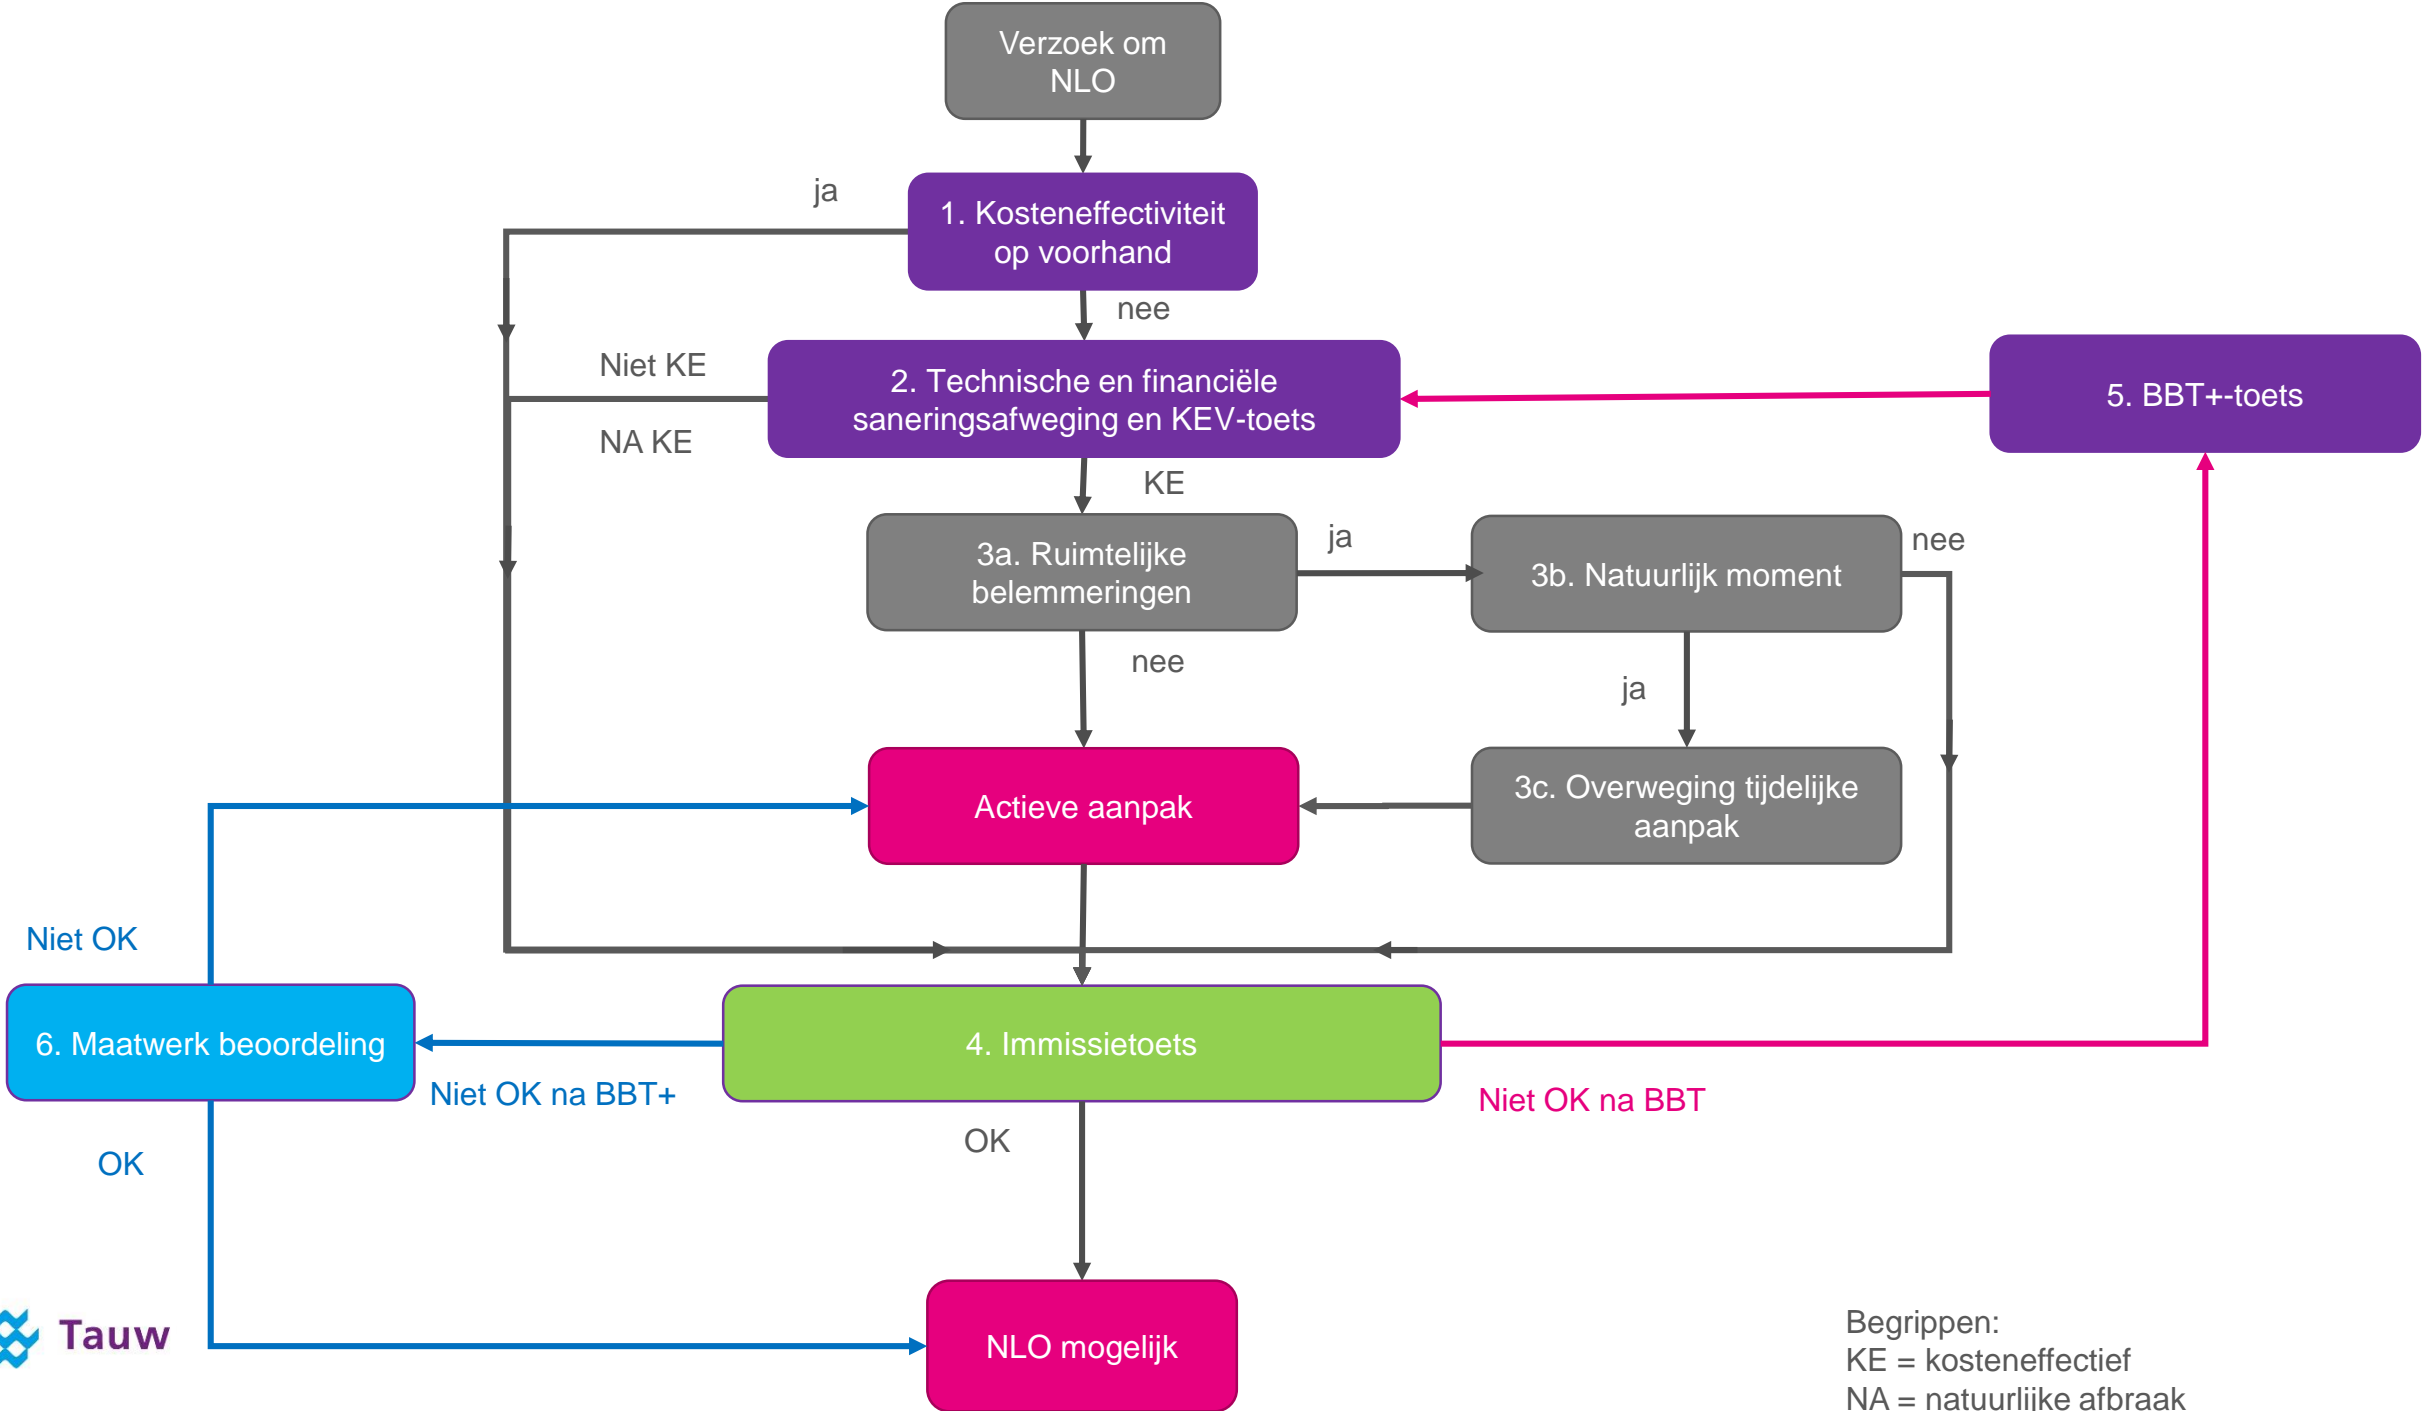 Verzoek om
NLO
ja
1. Kosteneffectiviteit
op voorhand
nee
Niet KE
NA KE
2. Technische en financiële
saneringsafweging en KEV-toets
5. BBT+-toets
KE
3a. Ruimtelijke
belemmeringen
ja
3b. Natuurlijk moment
nee
nee
ja
Actieve aanpak
3c. Overweging tijdelijke
aanpak
Niet OK
6. Maatwerk beoordeling
4. Immissietoets
Niet OK na BBT+
Niet OK na BBT
OK
OK
NLO mogelijk
Tauw
Begrippen:
KE = kosteneffectief
NA = natuurlijke afbraak